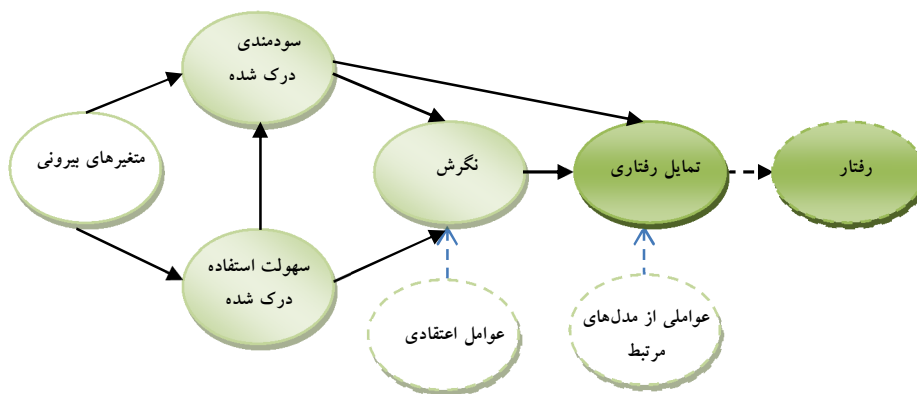 سودمندی
درک شده
متغیرهای بیرونی
نگرش
تمایل رفتاری
رفتار
سهولت استفاده
درک شده
عوامل اعتقادی
عواملی از مدل‌های
مرتبط